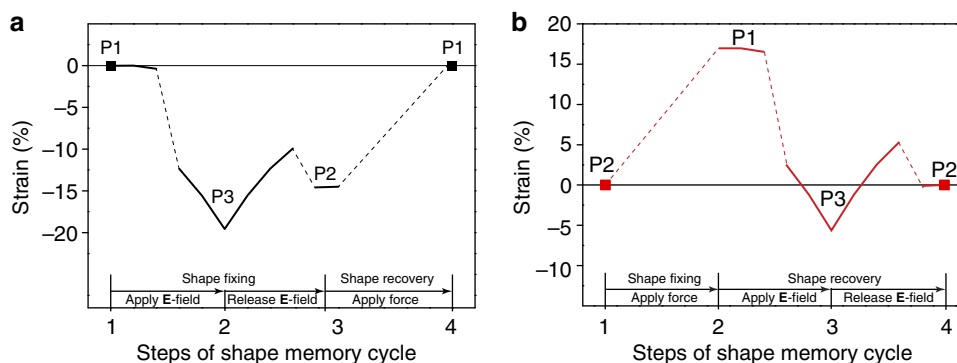 a
P1
P1
0
−5
−10
−15
−20
Strain (%)
P3
P2
Shape fixing
Shape recovery
Apply E-field
Release E-field
Apply force
1
2
3
4
Steps of shape memory cycle
b
20
15
10
5
0
−5
−10
Strain (%)
P1
P2
P2
P3
Shape fixing
Shape recovery
Apply force
Apply E-field
Release E-field
1
2
3
4
Steps of shape memory cycle